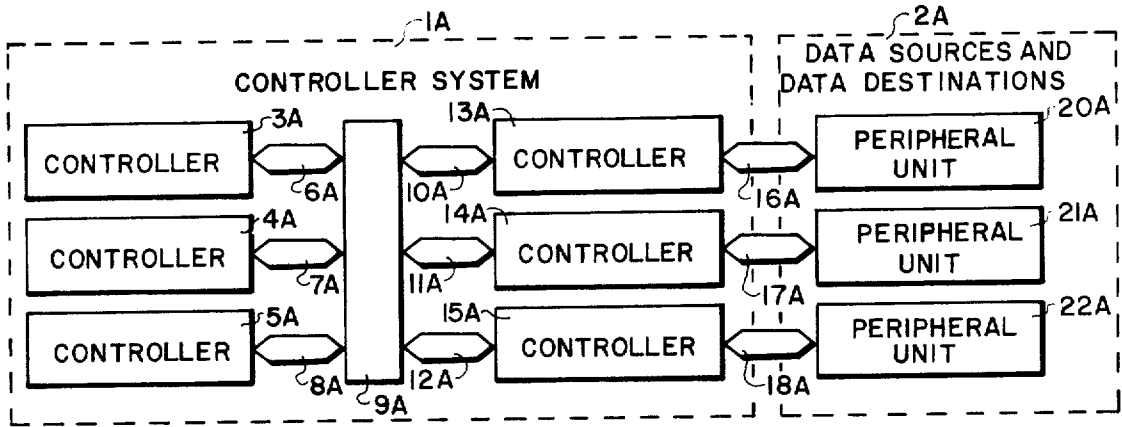 1A
2A
CONTROLLER SYSTEM
DATA SOURCES AND
DATA DESTINATIONS
3A
13A
20A
CONTROLLER
CONTROLLER
PERIPHERAL
UNIT
6A
10A
16A
4A
14A
21A
CONTROLLER
CONTROLLER
PERIPHERAL
UNIT
7A
11A
17A
5A
15A
22A
CONTROLLER
CONTROLLER
PERIPHERAL
UNIT
8A
9A
12A
18A